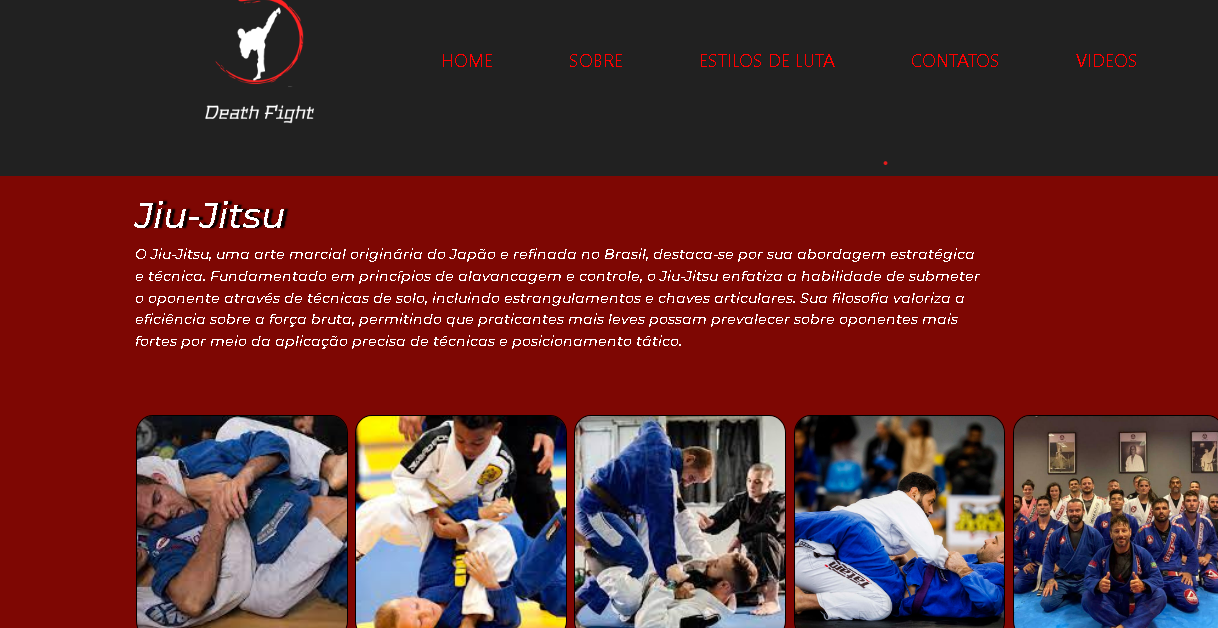 HOME SOBRE ESTILOS DE LUTA CONTATOS VIDEOS
Death Fight
Jiu-Jitsu
O Jiu-Jitsu, uma arte marcial originária do Japão e refinada no Brasil, destaca-se por sua abordagem estratégica
e técnica. Fundamentado em princípios de alavancagem e controle, o Jiu-Jitsu enfatiza a habilidade de submeter
o oponente através de técnicas de solo, incluindo estrangulamentos e chaves articulares. Sua filosofia valoriza a
eficiência sobre a força bruta, permitindo que praticantes mais leves possam prevalecer sobre oponentes mais
fortes por meio da aplicação precisa de técnicas e posicionamento tático.